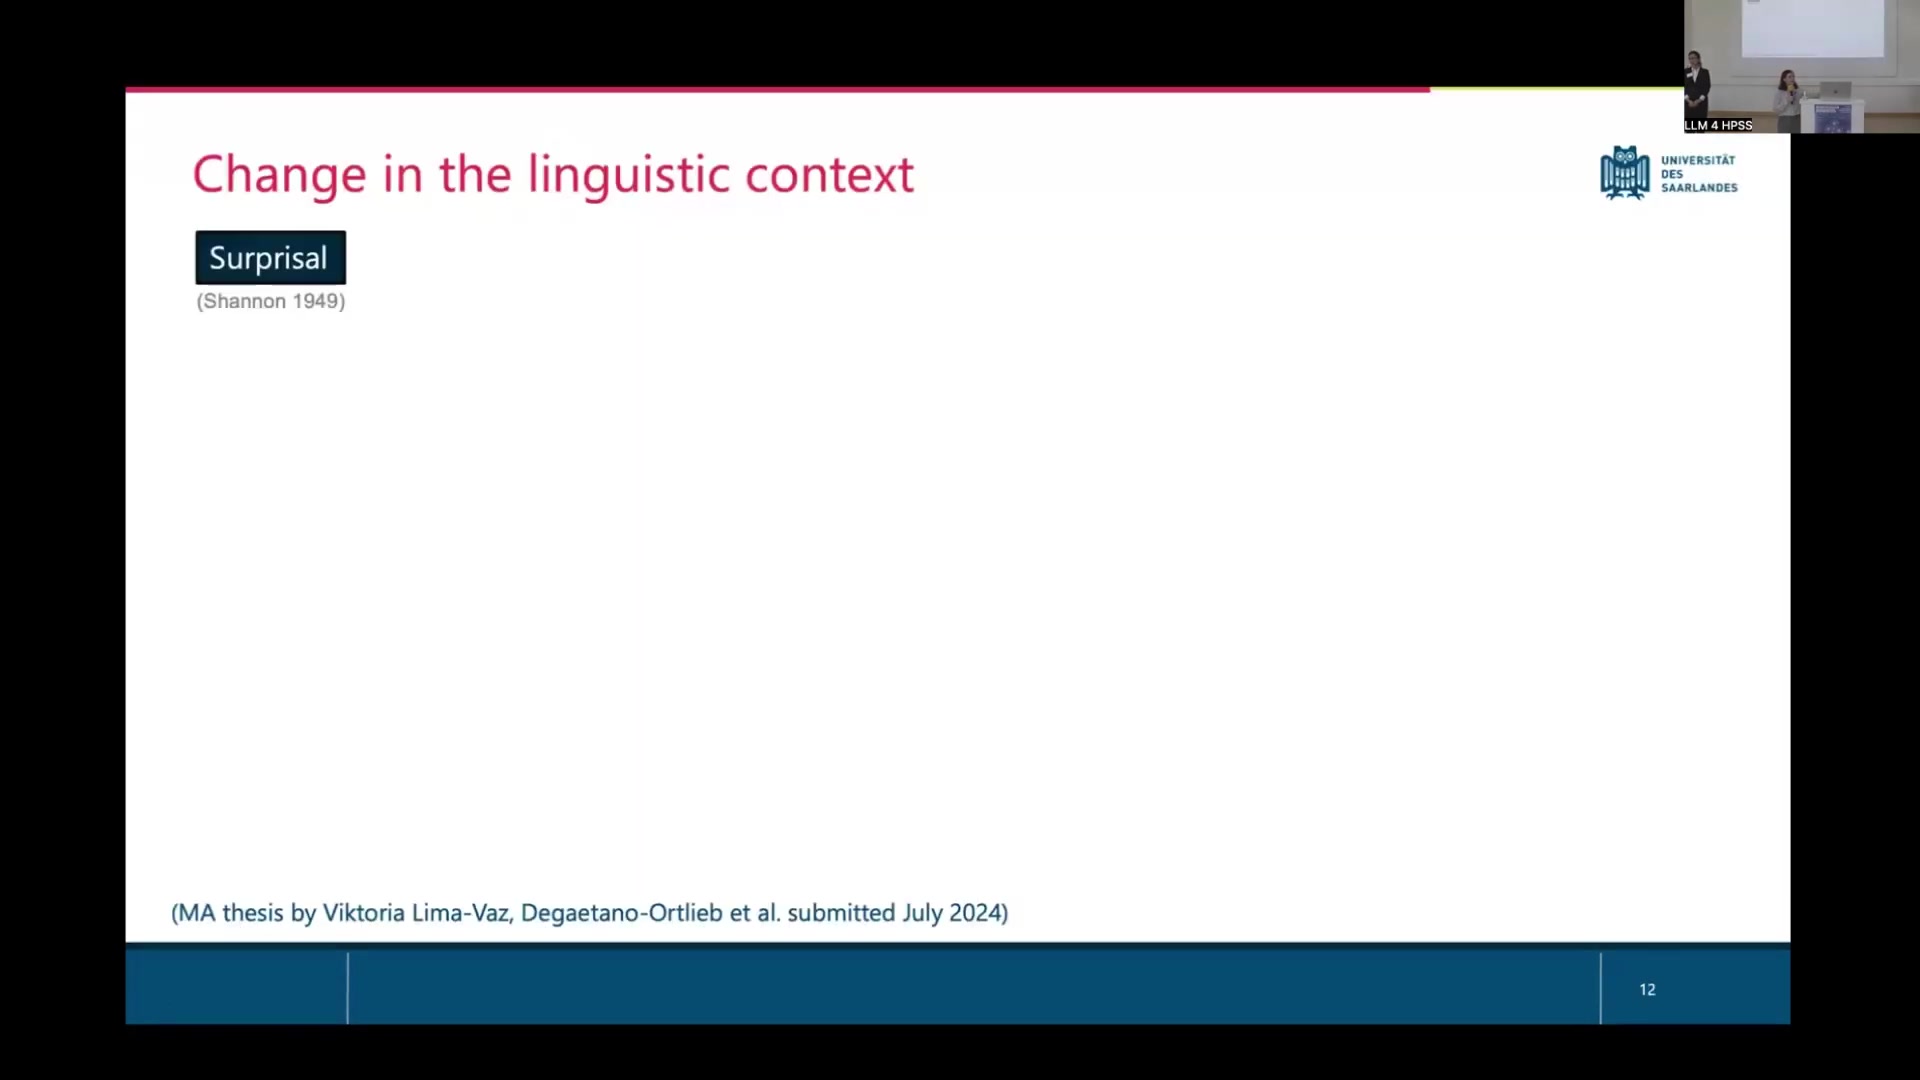 LLM 4 HPSS
Change in the linguistic context
UNIVERSITÄT
DES
SAARLANDES
Surprisal
(Shannon 1949)
(MA thesis by Viktoria Lima-Vaz, Degaetano-Ortlieb et al. submitted July 2024)
12